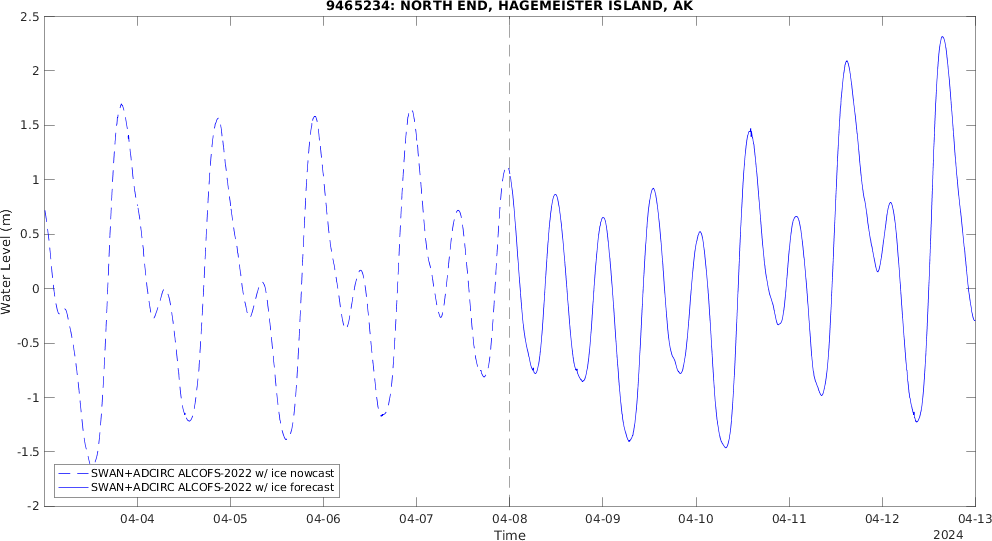 9465234: NORTH END, HAGEMEISTER ISLAND, AK
2.5
2
1.5
1
0.5
0
-0.5
-1
-1.5
-2
Water Level (m)
SWAN+ADCIRC ALCOFS-2022 w/ ice nowcast
SWAN+ADCIRC ALCOFS-2022 w/ ice forecast
04-04 04-05 04-06 04-07 04-08 04-09 04-10 04-11 04-12 04-13
Time
2024